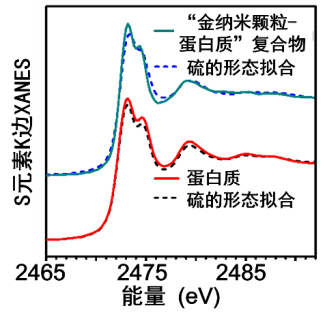 “金纳米颗粒-
蛋白质”复合物
硫的形态拟合
蛋白质
硫的形态拟合
S元素K边XANES
2465 2475 2485
能量 (eV)